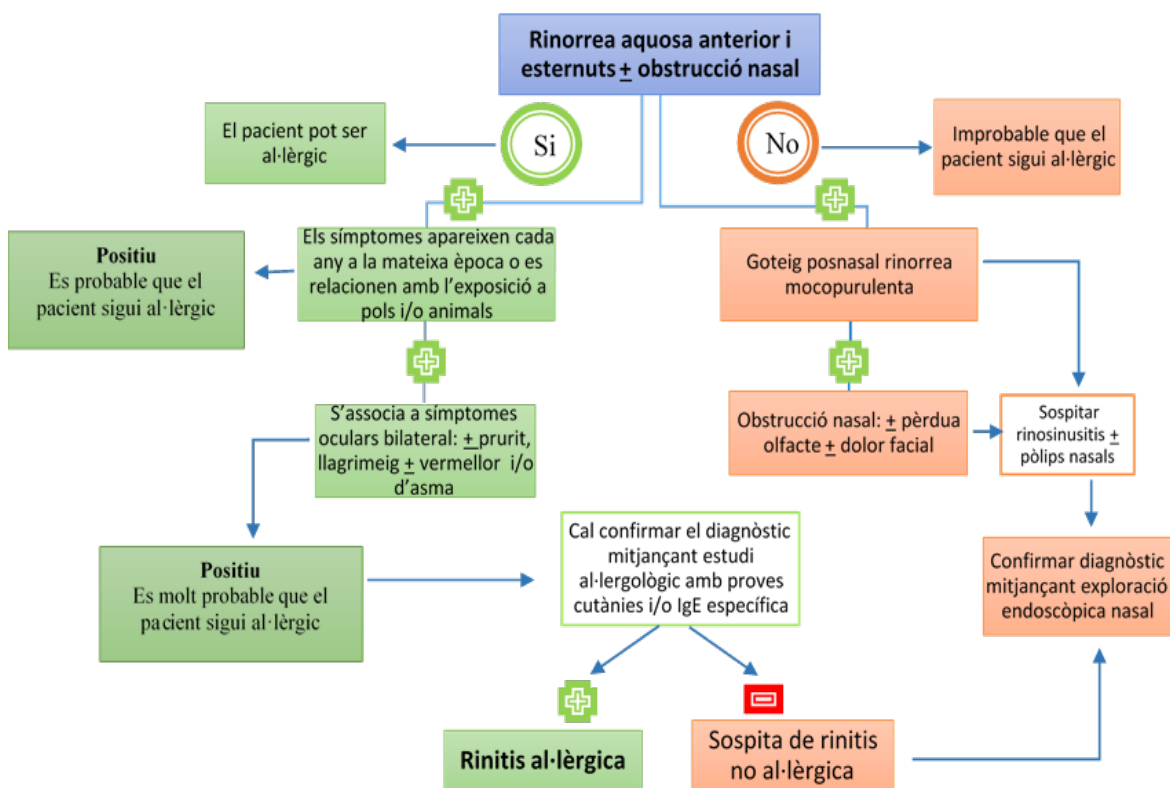 Rinorrea aquosa anterior i
esternuts + obstrucció nasal
El pacient pot ser
al·lèrgic
Si
No
Improbable que el
pacient sigui al·lèrgic
Positiu
Es probable que el
pacient sigui al·lèrgic
Els símptomes apareixen cada
any a la mateixa època o es
relacionen amb l'exposició a
pols i/o animals
Goteig posnasal rinorrea
mocopurulenta
S'associa a símptomes
oculars bilateral: + prurit,
llagrimeig + vermellor i/o
d'asma
Obstrucció nasal: + pèrdua
olfacte + dolor facial
Sospitar
rinosinusitis +
pòlips nasals
Positiu
Es molt probable que el
pacient sigui al·lèrgic
Cal confirmar el diagnòstic
mitjançant estudi
al·lergològic amb proves
cutànies i/o IgE específica
Confirmar diagnòstic
mitjançant exploració
endoscòpica nasal
Rinitis al·lèrgica
Sospita de rinitis
no al·lèrgica